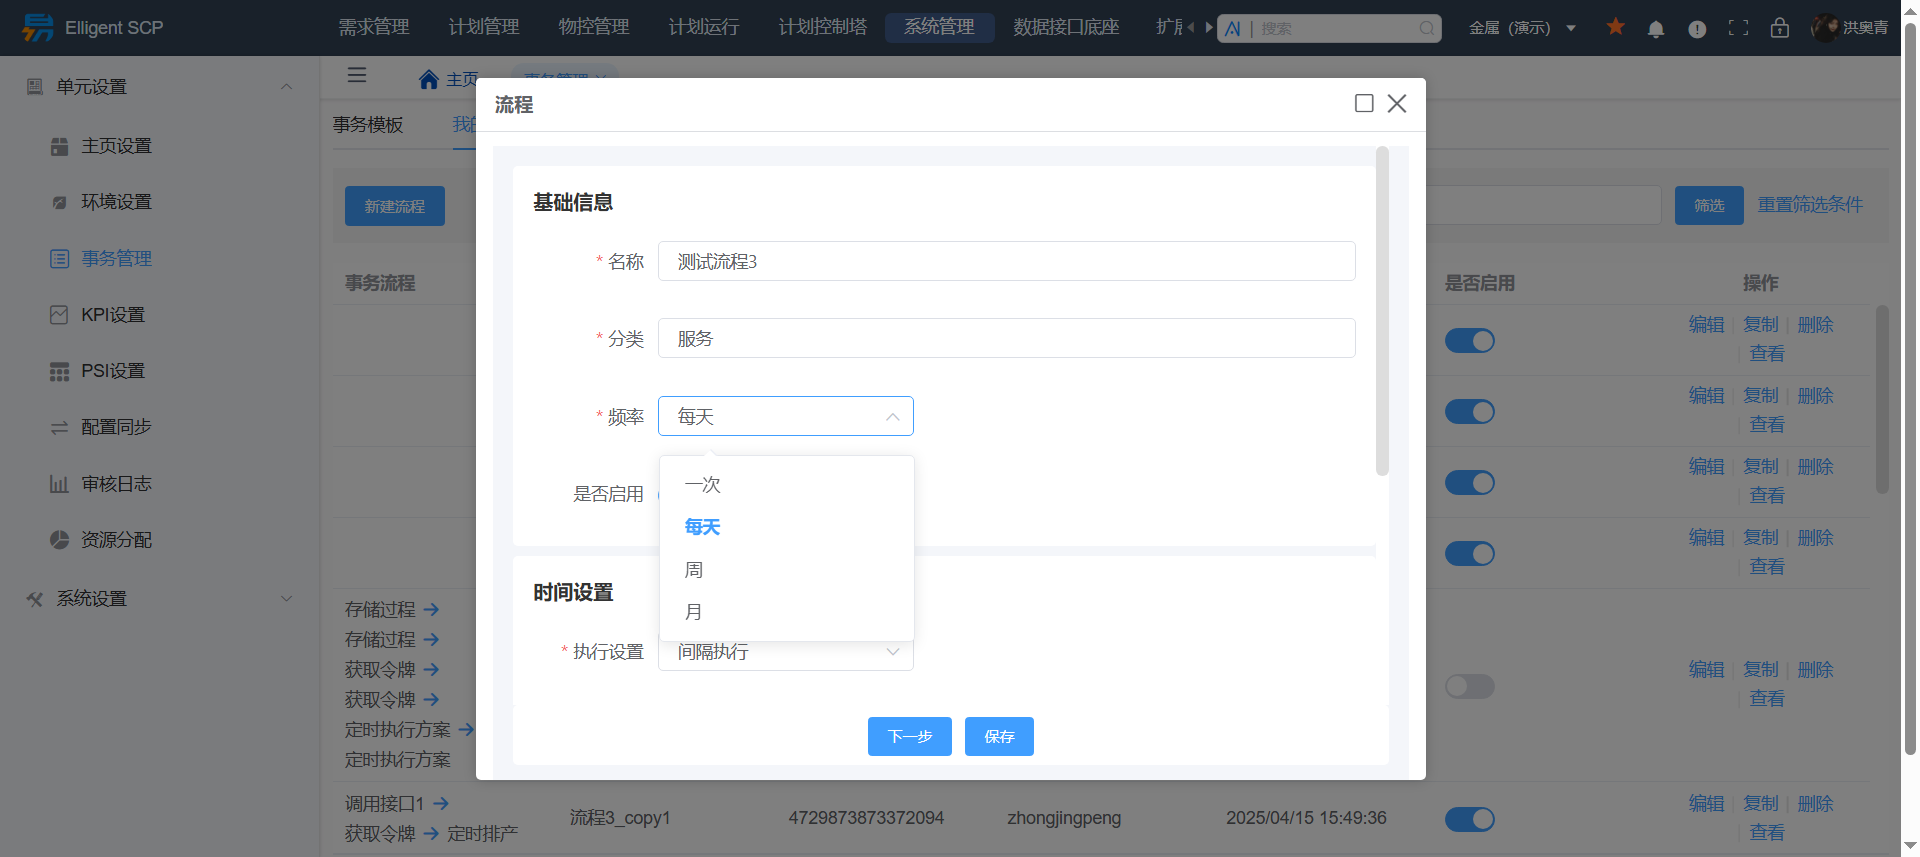 Elligent SCP
需求管理 计划管理 物控管理 计划运行 计划控制塔 系统管理 数据接口底座
搜索
金属（演示）
洪奥青
单元设置
主页设置
环境设置
事务管理
KPI设置
PSI设置
配置同步
审核日志
资源分配
系统设置
主页
事务管理
事务模板
新建流程
筛选 重置筛选条件
事务流程 是否启用 操作
流程
基础信息
* 名称 测试流程3
* 分类 服务
* 频率 每天
一次
每天
周
月
是否启用
时间设置
* 执行设置 间隔执行
下一步 保存
编辑 复制 删除
查看
编辑 复制 删除
查看
编辑 复制 删除
查看
编辑 复制 删除
查看
存储过程
存储过程
获取令牌
获取令牌
定时执行方案
定时执行方案
编辑 复制 删除
查看
调用接口1
获取令牌 定时排产
流程3_copy1 4729873873372094 zhongjingpeng 2025/04/15 15:49:36
编辑 复制 删除
查看